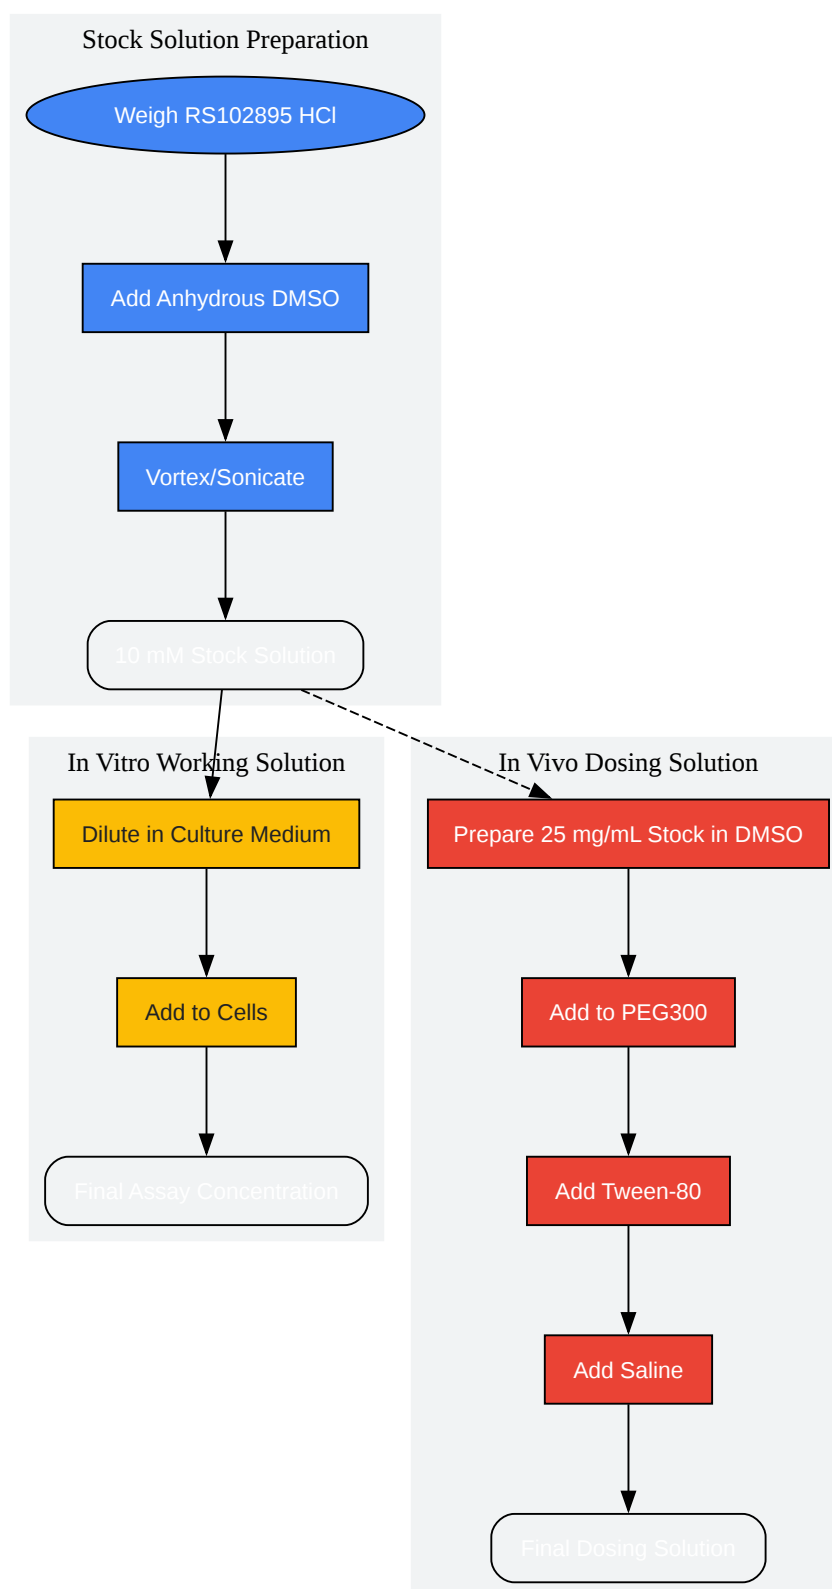 Stock Solution Preparation
Weigh RS102895 HCl
Add Anhydrous DMSO
Vortex/Sonicate
10 mM Stock Solution
In Vitro Working Solution
Dilute in Culture Medium
Add to Cells
Final Assay Concentration
In Vivo Dosing Solution
Prepare 25 mg/mL Stock in DMSO
Add to PEG300
Add Tween-80
Add Saline
Final Dosing Solution